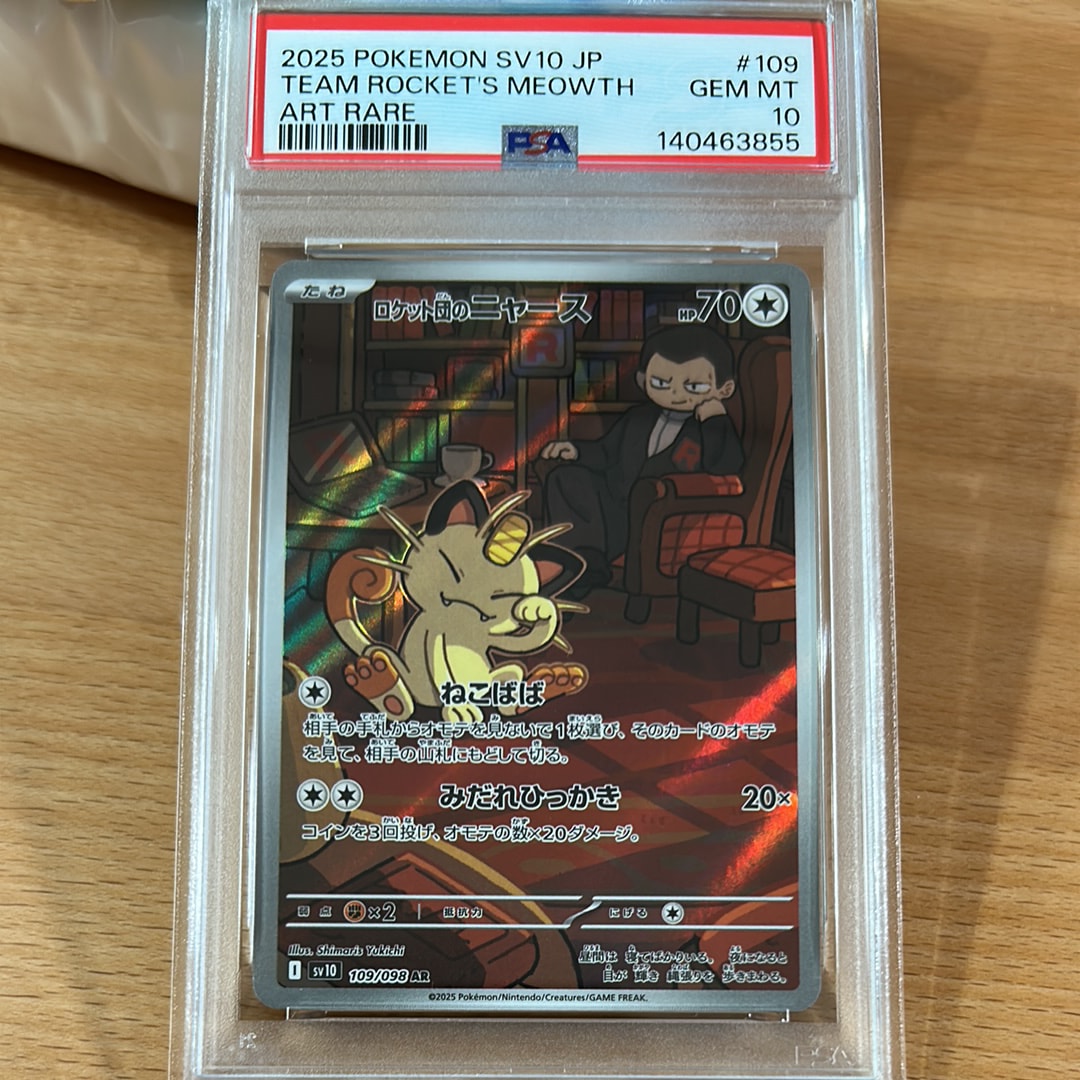 2025 POKEMON SV10 JP #109
TEAM ROCKET'S MEOWTH GEM MT
ART RARE 10
PSA 140463855
たね ロケット団のニャース HP70
R
R
ねこばば
相手の手札からオモテを見ないで1枚選び、そのカードのオモテ
を見て、相手の山札にもどして切る。
みだれひっかき 20×
コインを3回投げ、オモテの数×20ダメージ。
弱点 ×2 抵抗力 にげる
Illus. Shimaris Yukichi
昼間は 寝てばかりいる。 夜になると
目が 輝き 縄張りを 歩きまわる。
I sv10 109/098 AR
©2025 Pokémon/Nintendo/Creatures/GAME FREAK.
PSA